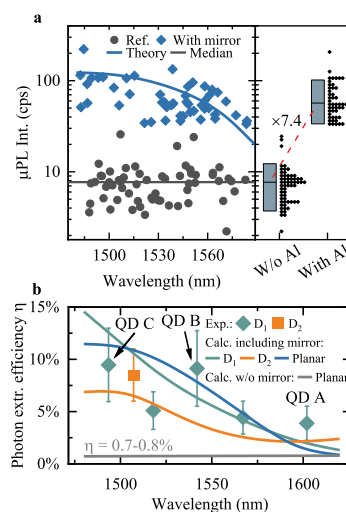 a
Ref. With mirror
Theory Median
μPL Int. (cps)
100
10
×7.4
1500 1530 1560
Wavelength (nm)
W/o Al
With Al
b
Photon extr. efficiency η
15%
10%
5%
0%
QD C
QD B
QD A
Exp.: D₁ D₂
Calc. including mirror:
D₁ D₂ Planar
Calc. w/o mirror: Planar
η = 0.7-0.8%
1500 1550 1600
Wavelength (nm)